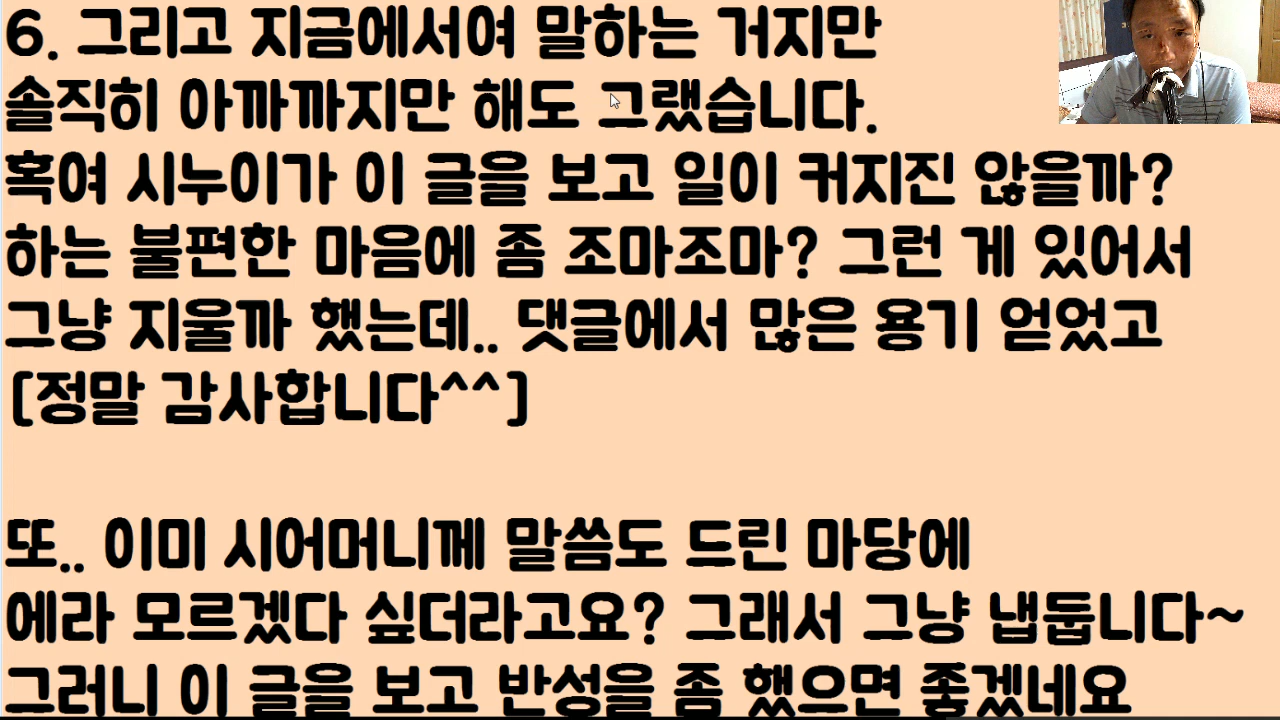 6. 그리고 지금에서여 말하는 거지만
솔직히 아까까지만 해도 그랬습니다.
혹여 시누이가 이 글을 보고 일이 커지진 않을까?
하는 불편한 마음에 좀 조마조마? 그런 게 있어서
그냥 지울까 했는데.. 댓글에서 많은 용기 얻었고
[정말 감사합니다^^]
또.. 이미 시어머니께 말씀도 드린 마당에
에라 모르겠다 싶더라고요? 그래서 그냥 냅둡니다~
그러니 이 글을 보고 반성을 좀 했으면 좋겠네요